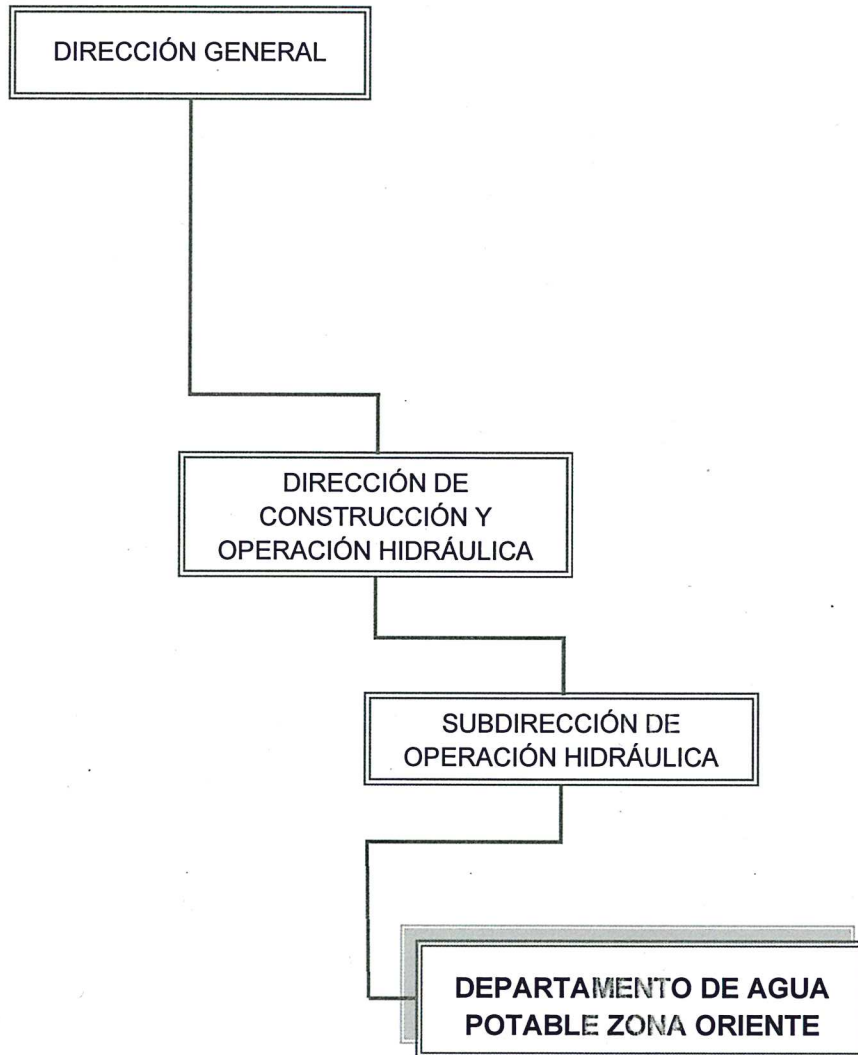 DIRECCIÓN GENERAL
DIRECCIÓN DE
CONSTRUCCIÓN Y
OPERACIÓN HIDRÁULICA
SUBDIRECCIÓN DE
OPERACIÓN HIDRÁULICA
DEPARTAMENTO DE AGUA
POTABLE ZONA ORIENTE